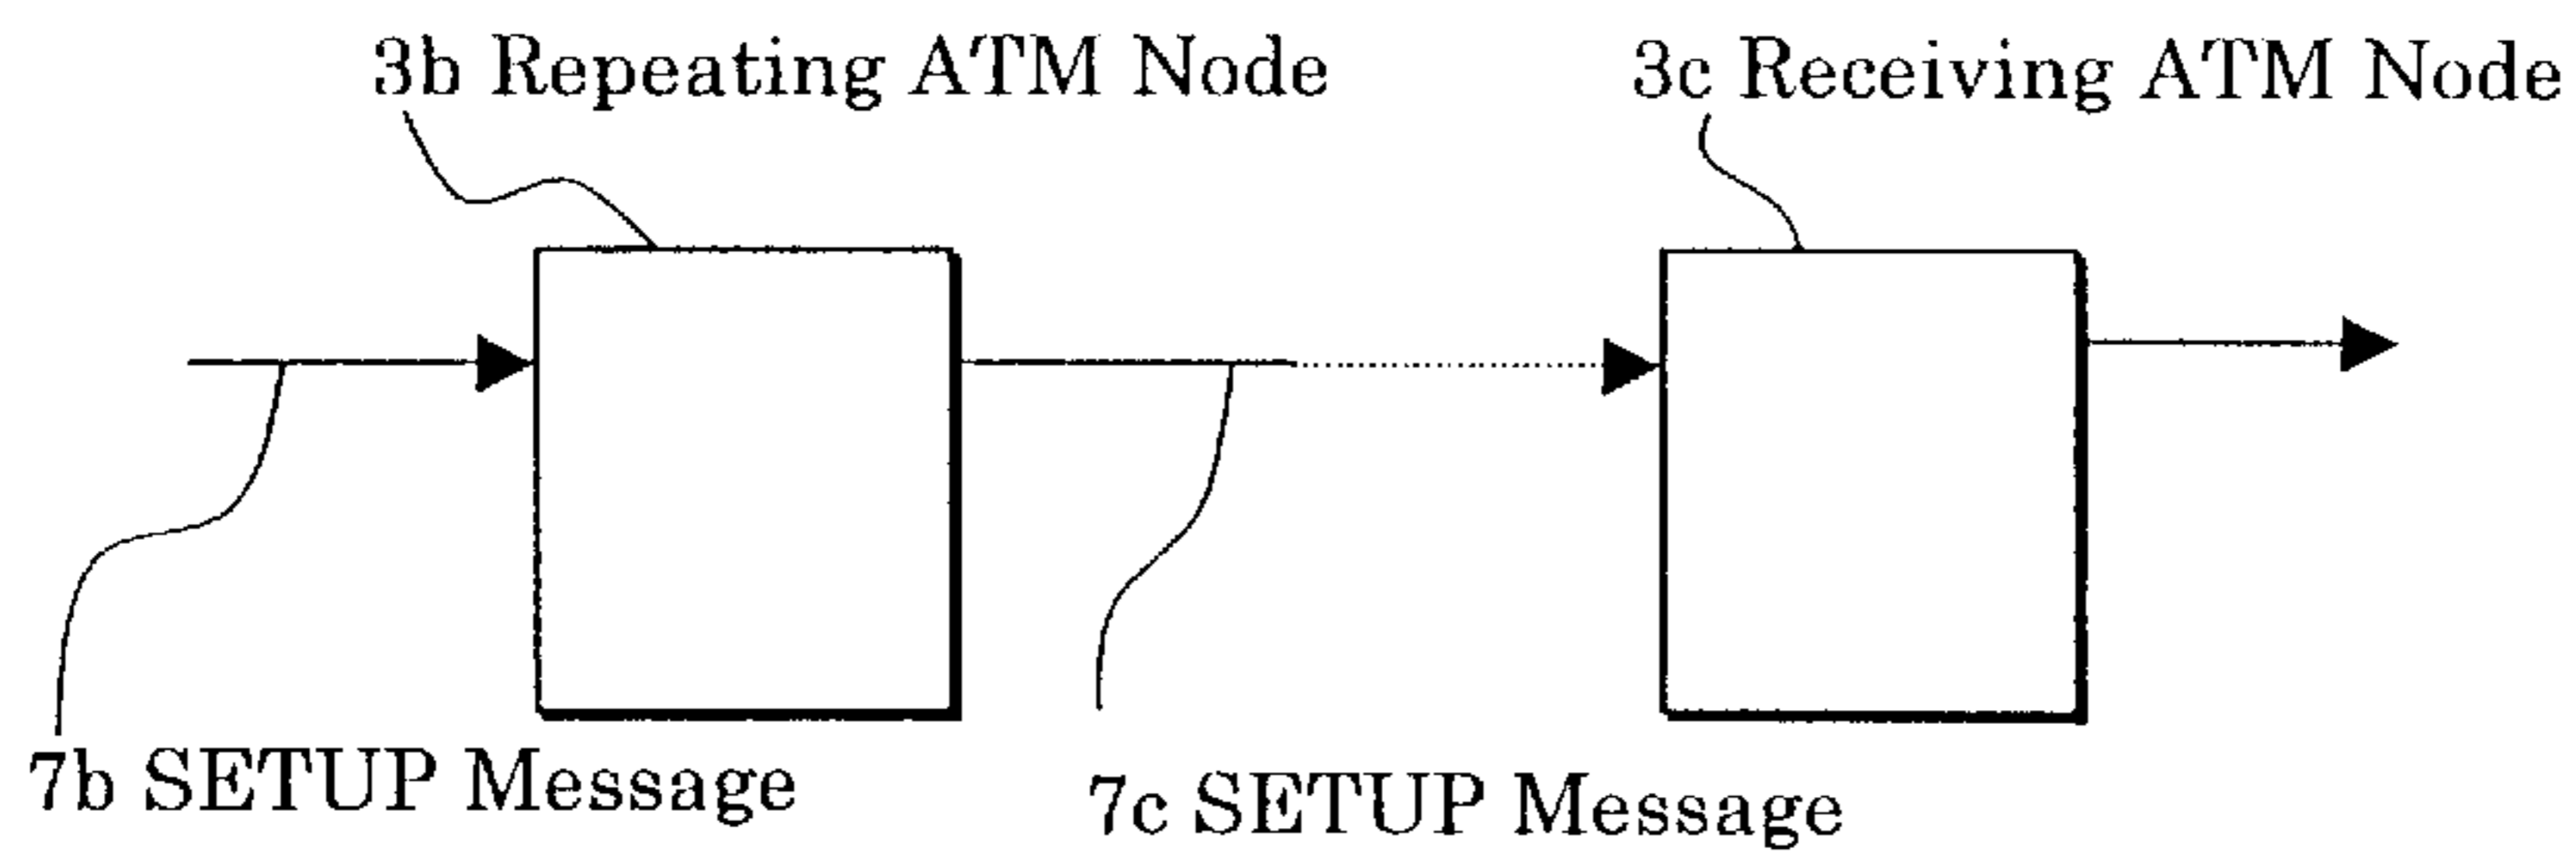 3b Repeating ATM Node
3c Receiving ATM Node
7b SETUP Message
7c SETUP Message